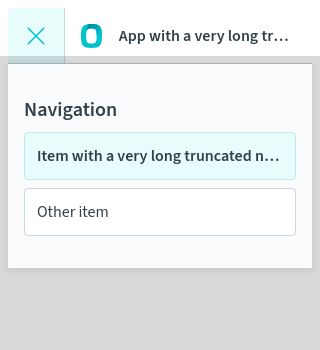 App with a very long tr…
Navigation
Item with a very long truncated n…
Other item